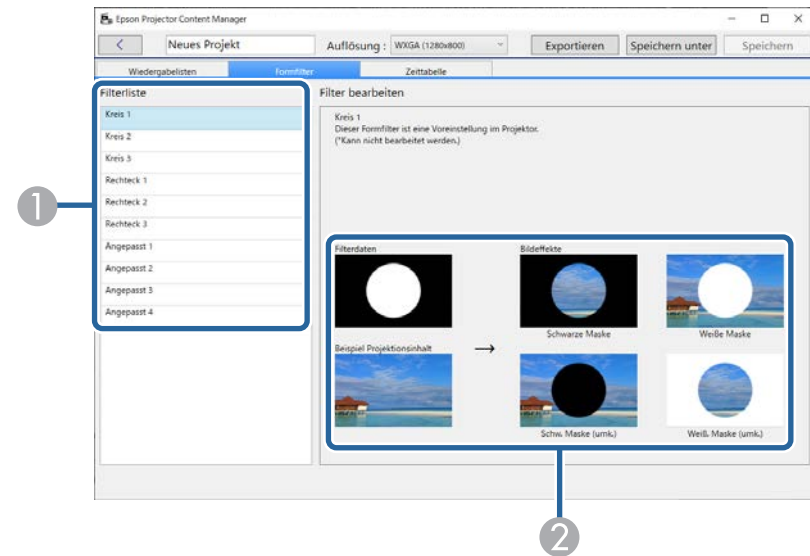 Epson Projector Content Manager
Neues Projekt Auflösung : WXGA (1280x800) Exportieren Speichern unter Speichern
Wiedergabelisten Formfilter Zeittabelle
Filterliste
Kreis 1
Kreis 2
Kreis 3
Rechteck 1
Rechteck 2
Rechteck 3
Angepasst 1
Angepasst 2
Angepasst 3
Angepasst 4
1
Filter bearbeiten
Kreis 1
Dieser Formfilter ist eine Voreinstellung im Projektor.
(*Kann nicht bearbeitet werden.)
Filterdaten Bildeffekte
Schwarze Maske Weiße Maske
Beispiel Projektionsinhalt →
Schw. Maske (umk.) Weiß. Maske (umk.)
2